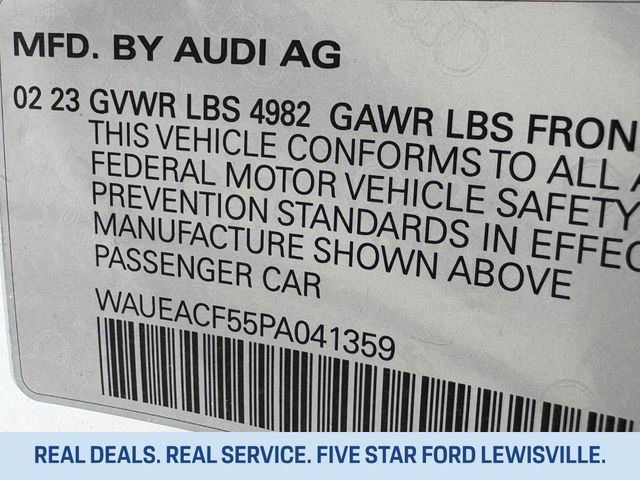 MFD. BY AUDI AG
02 23 GVWR LBS 4982 GAWR LBS FRON
THIS VEHICLE CONFORMS TO ALL A
FEDERAL MOTOR VEHICLE SAFETY
PREVENTION STANDARDS IN EFFEC
MANUFACTURE SHOWN ABOVE
PASSENGER CAR
WAUEACF55PA041359
REAL DEALS. REAL SERVICE. FIVE STAR FORD LEWISVILLE.